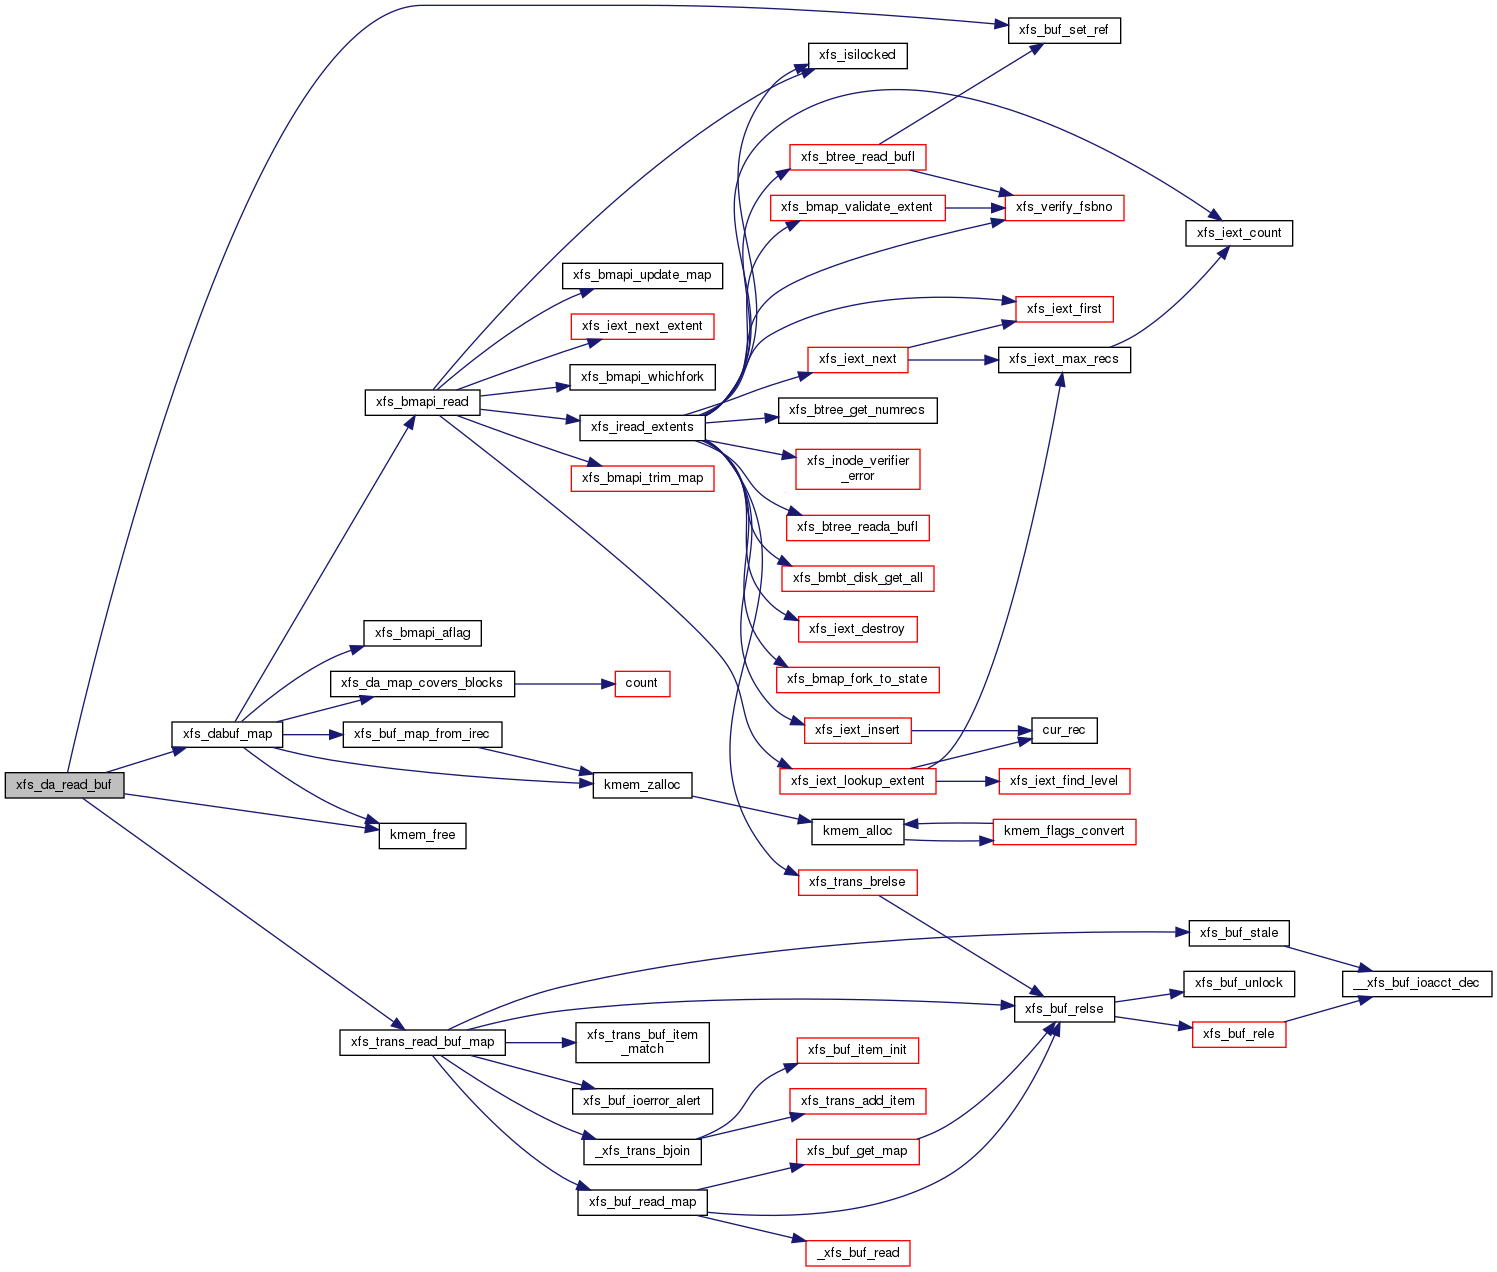 xfs_buf_set_ref
xfs_isilocked
xfs_btree_read_bufl
xfs_bmap_validate_extent
xfs_verify_fsbno
xfs_iext_count
xfs_bmapi_update_map
xfs_iext_first
xfs_iext_next_extent
xfs_iext_next
xfs_iext_max_recs
xfs_bmapi_whichfork
xfs_bmapi_read
xfs_btree_get_numrecs
xfs_iread_extents
xfs_inode_verifier
_error
xfs_bmapi_trim_map
xfs_btree_reada_bufl
xfs_bmbt_disk_get_all
xfs_iext_destroy
xfs_bmapi_aflag
xfs_da_map_covers_blocks
count
xfs_bmap_fork_to_state
xfs_dabuf_map
xfs_buf_map_from_irec
xfs_iext_insert
cur_rec
xfs_da_read_buf
kmem_zalloc
xfs_iext_lookup_extent
xfs_iext_find_level
kmem_free
kmem_alloc
kmem_flags_convert
xfs_trans_brelse
xfs_buf_stale
xfs_buf_unlock
__xfs_buf_ioacct_dec
xfs_buf_relse
xfs_buf_rele
xfs_trans_read_buf_map
xfs_trans_buf_item
_match
xfs_buf_item_init
xfs_buf_ioerror_alert
xfs_trans_add_item
_xfs_trans_bjoin
xfs_buf_get_map
xfs_buf_read_map
_xfs_buf_read